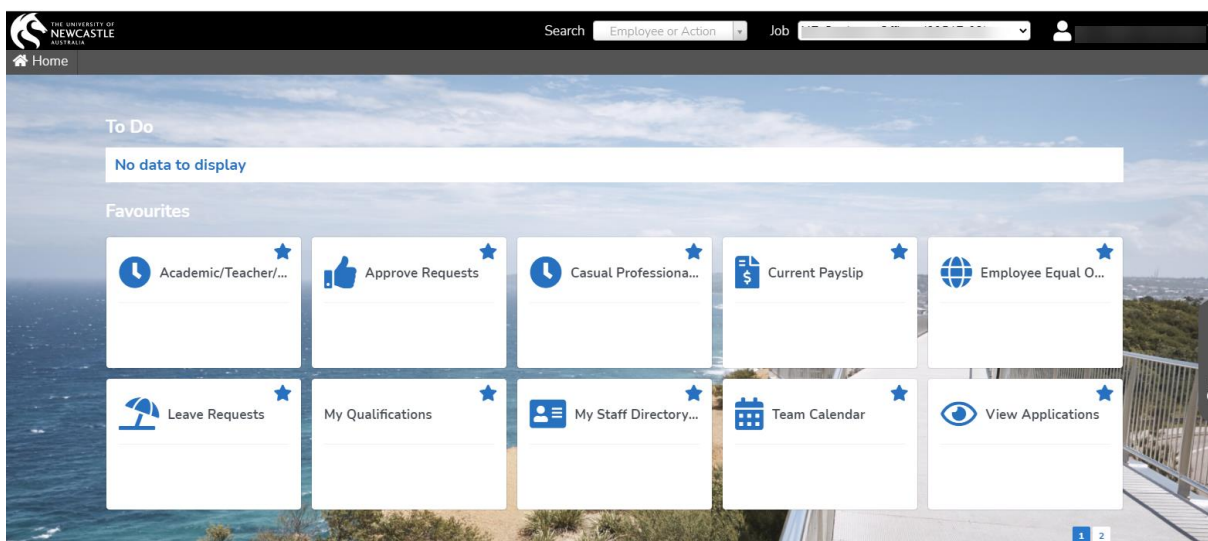 THE UNIVERSITY OF
NEWCASTLE
AUSTRALIA
Search Employee or Action Job
Home
To Do
No data to display
Favourites
Academic/Teacher/... Approve Requests Casual Professiona... Current Payslip Employee Equal O...
Leave Requests My Qualifications My Staff Directory... Team Calendar View Applications
1 2